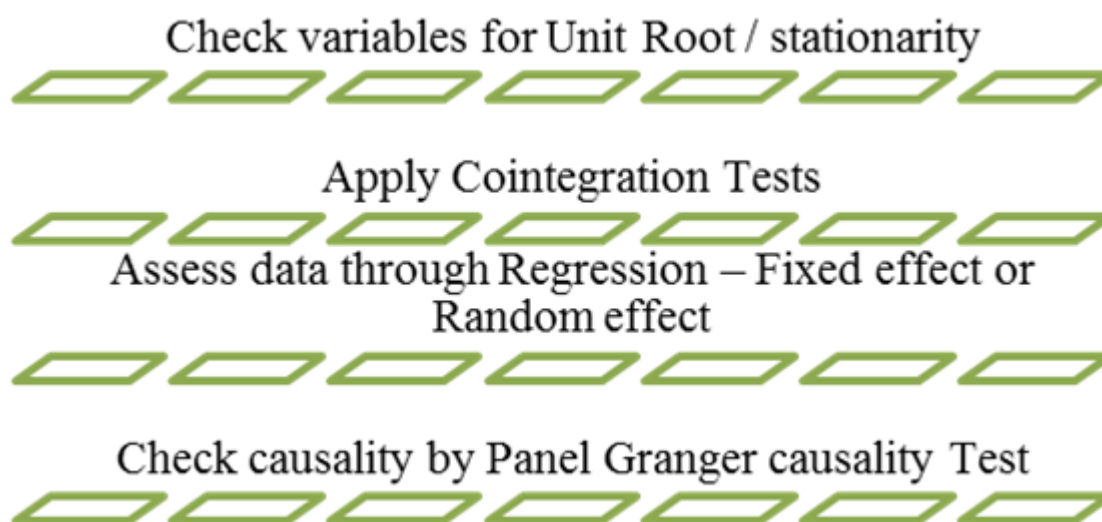 Check variables for Unit Root / stationarity
Apply Cointegration Tests
Assess data through Regression – Fixed effect or
Random effect
Check causality by Panel Granger causality Test